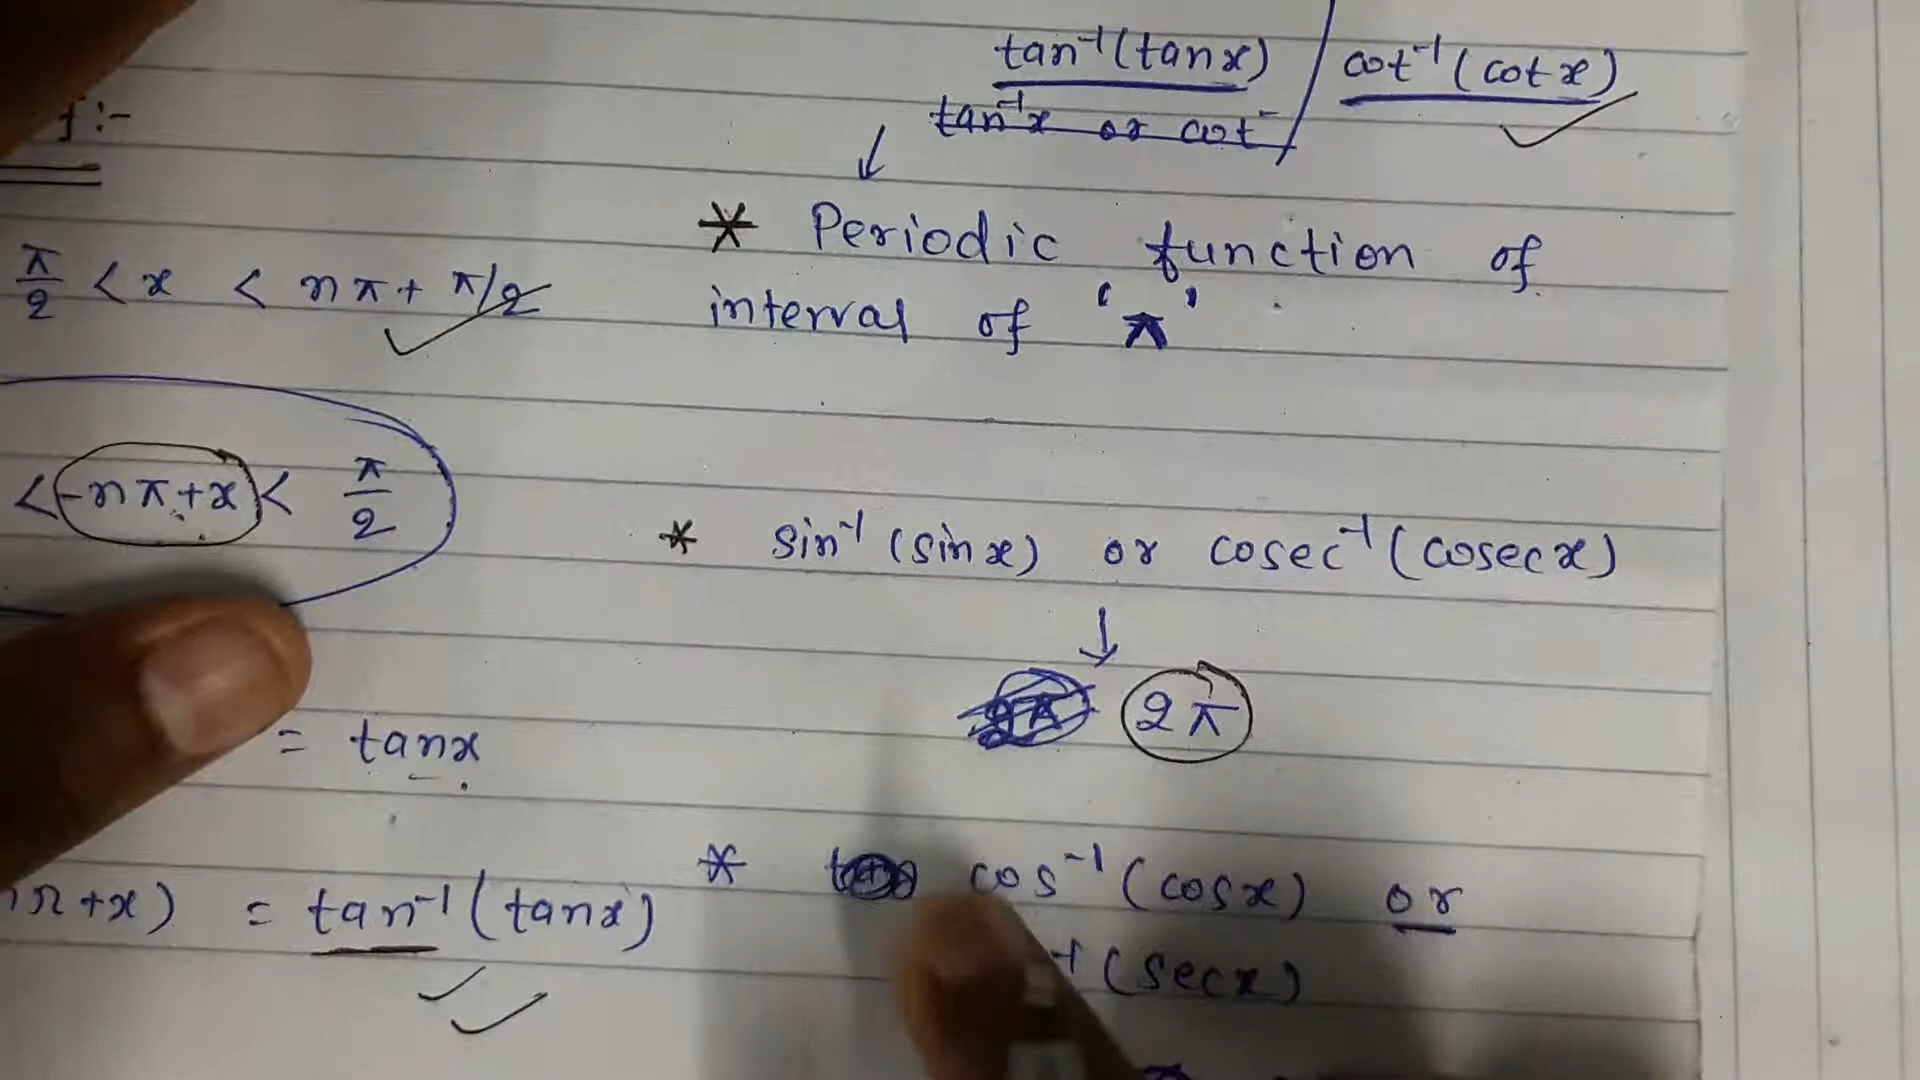 tan⁻¹(tanx) / cot⁻¹(cotx)
tan⁻¹x or cot⁻
:-
* Periodic function of
interval of 'π'
π/2 < x < nπ + π/2
< -nπ+x < π/2
* sin⁻¹(sinx) or cosec⁻¹(cosecx)
2π
= tanx
* cos⁻¹(cosx) or
+x) = tan⁻¹(tanx)
(secx)